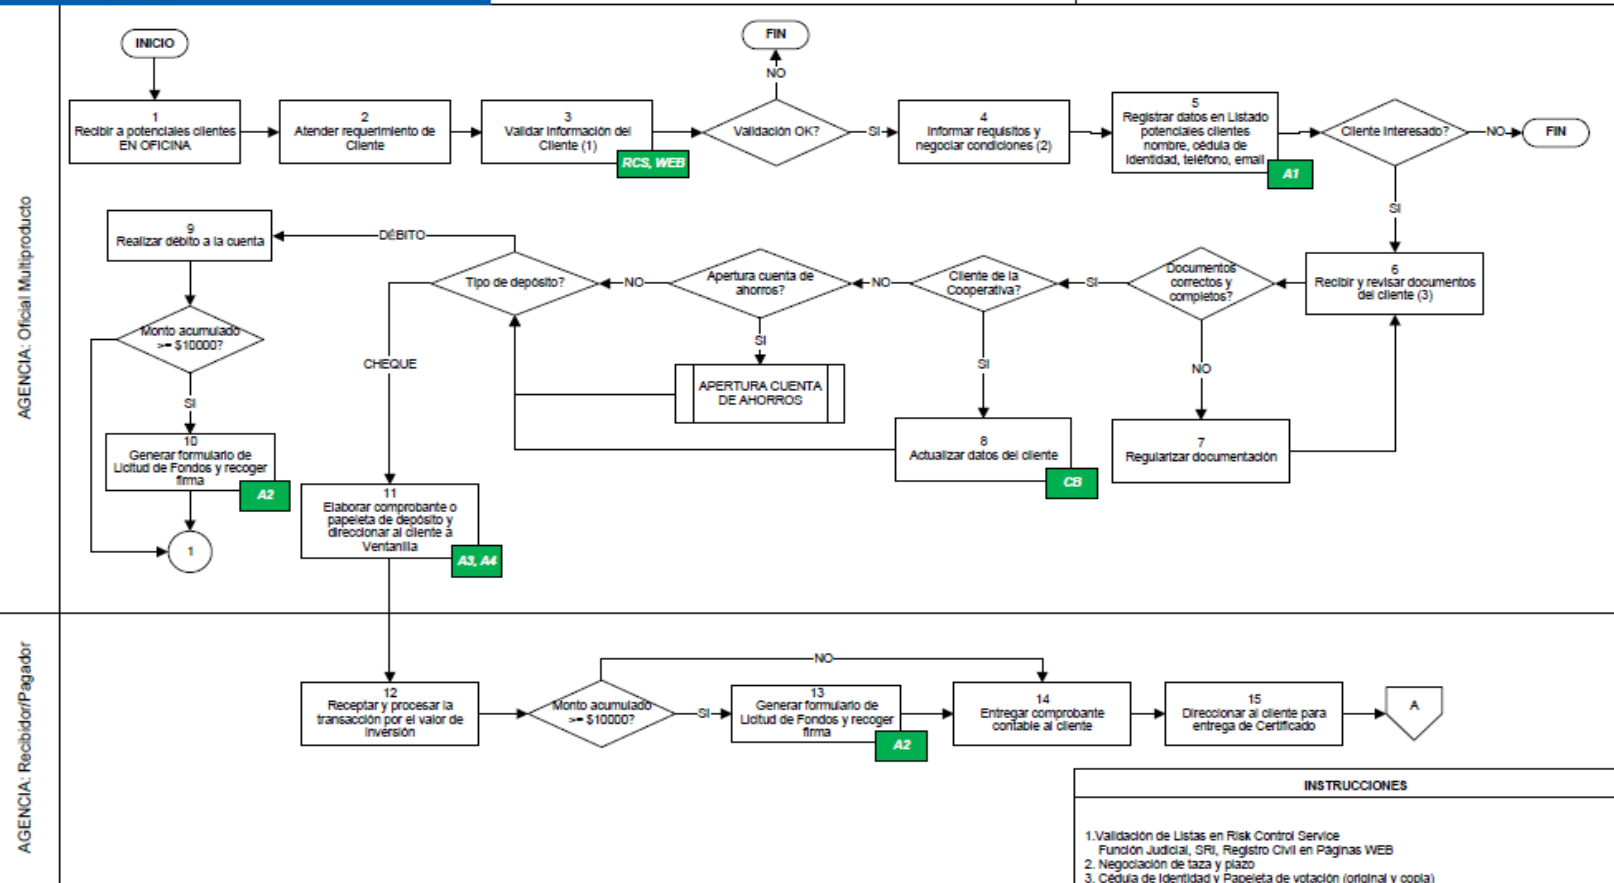 INICIO
FIN
NO
1
Recibir a potenciales clientes
EN OFICINA
2
Atender requerimiento de
Cliente
3
Validar Información del
Cliente (1)
RCS, WEB
Validación OK?
SI
4
Informar requisitos y
negociar condiciones (2)
5
Registrar datos en Listado
potenciales clientes
nombre, cédula de
Identidad, teléfono, email
A1
Cliente Interesado?
NO
FIN
SI
AGENCIA: Oficial Multiproducto
9
Realizar débito a la cuenta
DÉBITO
Tipo de depósito?
NO
Apertura cuenta de
ahorros?
NO
Cliente de la
Cooperativa?
SI
Documentos
correctos y
completos?
6
Recibir y revisar documentos
del cliente (3)
Monto acumulado
>= $10000?
CHEQUE
SI
SI
NO
APERTURA CUENTA
DE AHORROS
SI
10
Generar formulario de
Licitud de Fondos y recoger
firma
A2
8
Actualizar datos del cliente
CB
7
Regularizar documentación
11
Elaborar comprobante o
papeleta de depósito y
direccionar al cliente a
Ventanilla
A3, A4
1
AGENCIA: Recibidor/Pagador
NO
12
Receptar y procesar la
transacción por el valor de
Inversión
Monto acumulado
>= $10000?
SI
13
Generar formulario de
Licitud de Fondos y recoger
firma
A2
14
Entregar comprobante
contable al cliente
15
Direccionar al cliente para
entrega de Certificado
A
INSTRUCCIONES
1.Validación de Listas en Risk Control Service
Función Judicial, SRI, Registro Civil en Páginas WEB
2. Negociación de taza y plazo
3. Cédula de Identidad y Papeleta de votación (original y copia)